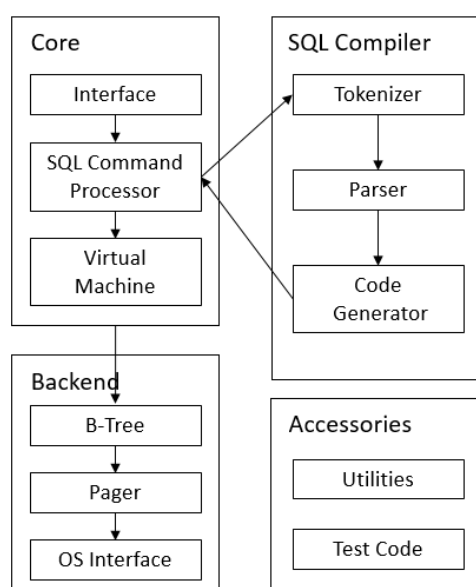 Core
Interface
SQL Command
Processor
Virtual
Machine
SQL Compiler
Tokenizer
Parser
Code
Generator
Backend
B-Tree
Pager
OS Interface
Accessories
Utilities
Test Code